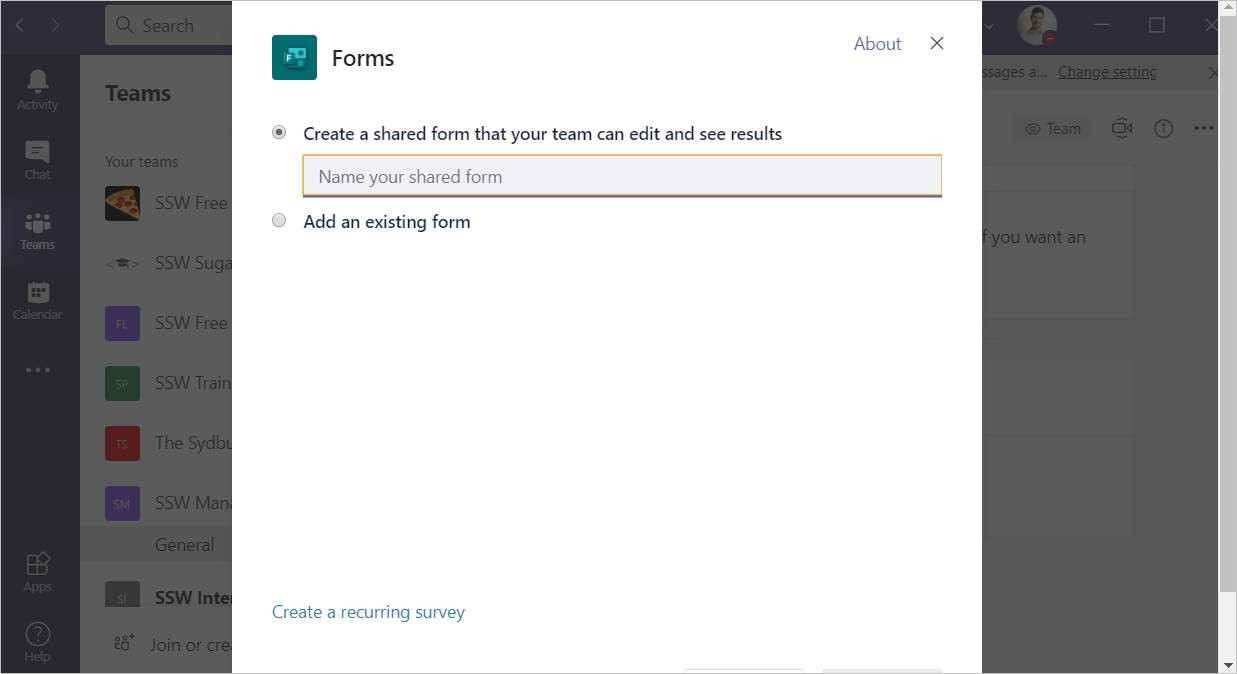 Search
Activity
Chat
Teams
Calendar
Apps
Help
Teams
Your teams
SSW Free
SSW Suga
FL
SSW Free
SP
SSW Train
TS
The Sydbu
SM
SSW Mana
General
SI
SSW Inter
Join or crea
F
Forms
About
Create a shared form that your team can edit and see results
Name your shared form
Add an existing form
Create a recurring survey
ssages a...
Change setting
Team
f you want an